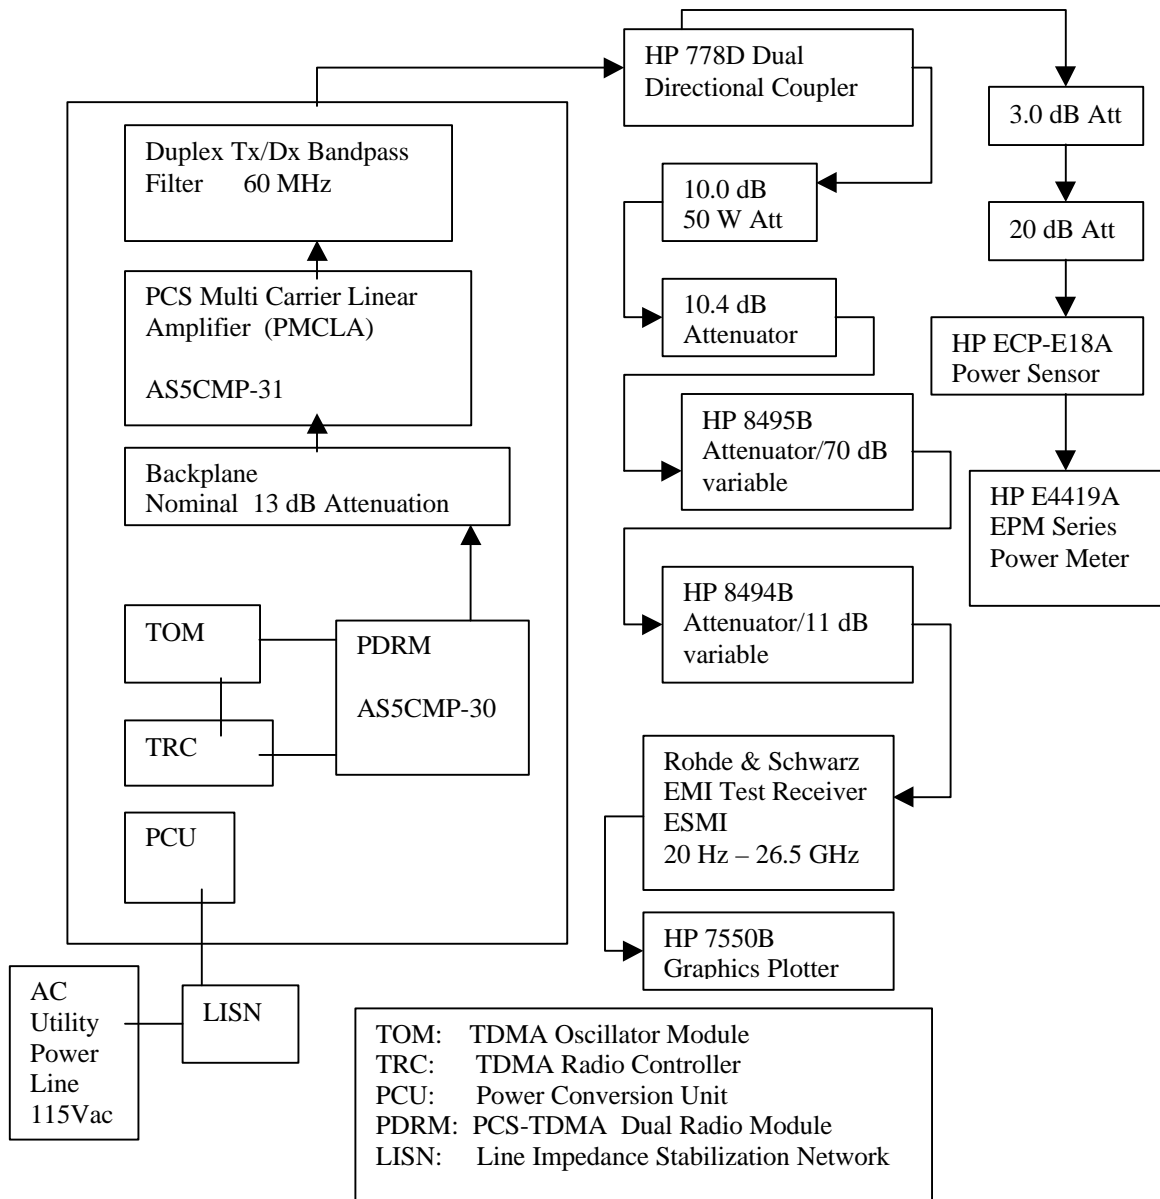 HP 778D Dual
Directional Coupler
3.0 dB Att
Duplex Tx/Dx Bandpass
Filter 60 MHz
10.0 dB
50 W Att
20 dB Att
PCS Multi Carrier Linear
Amplifier (PMCLA)
AS5CMP-31
10.4 dB
Attenuator
HP ECP-E18A
Power Sensor
HP 8495B
Attenuator/70 dB
variable
Backplane
Nominal 13 dB Attenuation
HP E4419A
EPM Series
Power Meter
HP 8494B
Attenuator/11 dB
variable
TOM
PDRM
AS5CMP-30
TRC
Rohde & Schwarz
EMI Test Receiver
ESMI
20 Hz – 26.5 GHz
PCU
HP 7550B
Graphics Plotter
AC
Utility
Power
Line
115Vac
LISN
TOM: TDMA Oscillator Module
TRC: TDMA Radio Controller
PCU: Power Conversion Unit
PDRM: PCS-TDMA Dual Radio Module
LISN: Line Impedance Stabilization Network